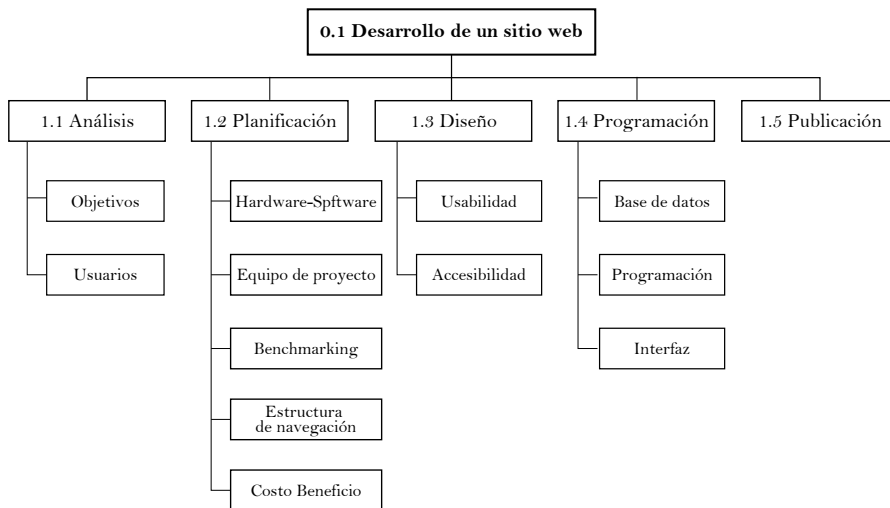 0.1 Desarrollo de un sitio web
1.1 Análisis
1.2 Planificación
1.3 Diseño
1.4 Programación
1.5 Publicación
Objetivos
Usuarios
Hardware-Spftware
Equipo de proyecto
Benchmarking
Estructura
de navegación
Costo Beneficio
Usabilidad
Accesibilidad
Base de datos
Programación
Interfaz